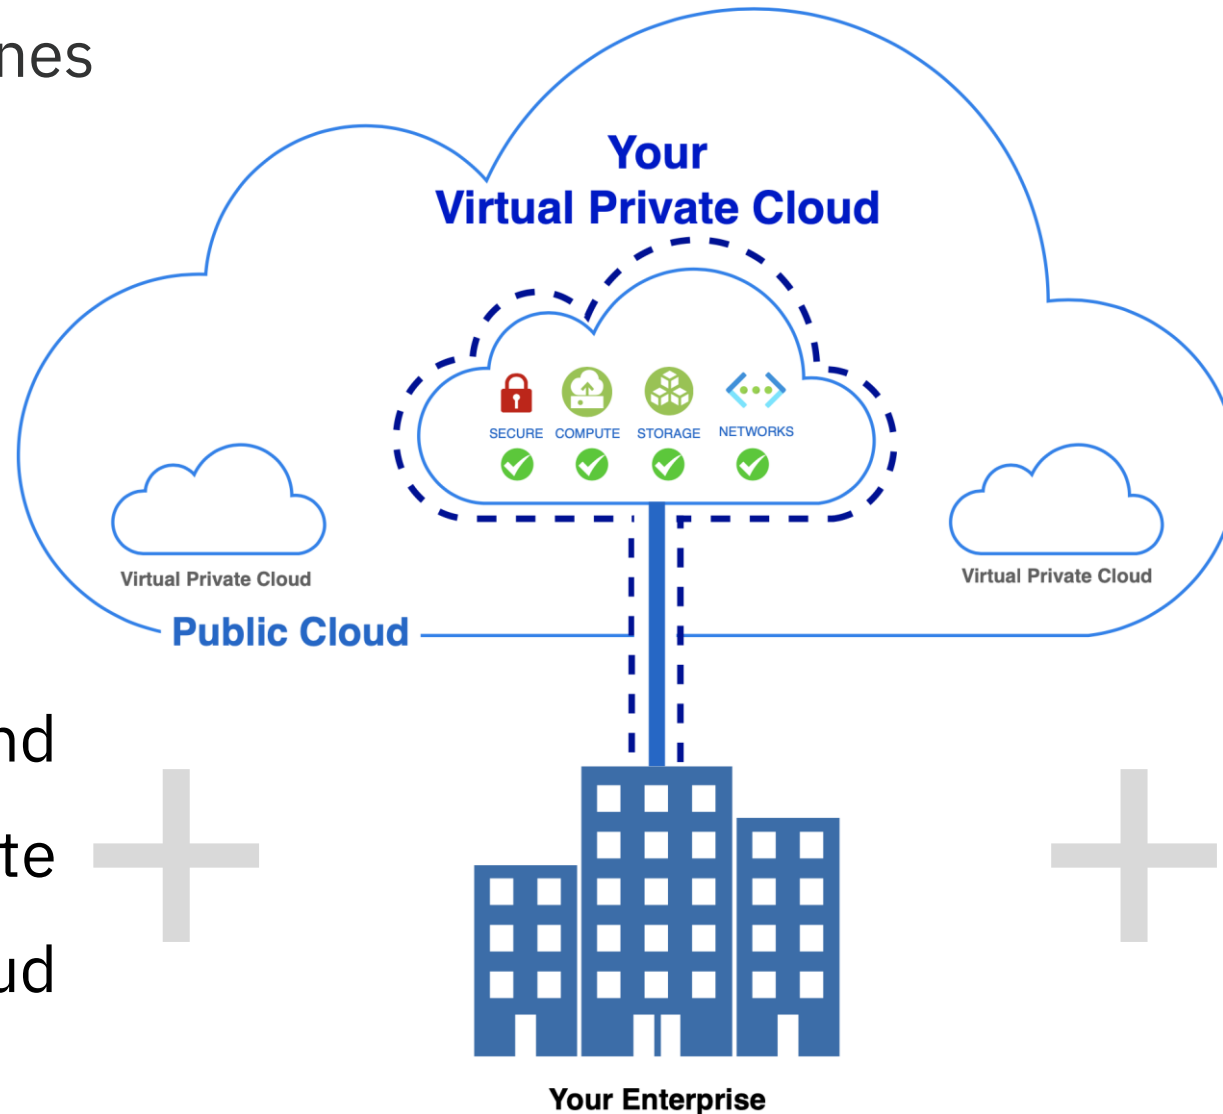 nes
Your
Virtual Private Cloud
SECURE COMPUTE STORAGE NETWORKS
Virtual Private Cloud
Virtual Private Cloud
Public Cloud
nd
te
ud
Your Enterprise